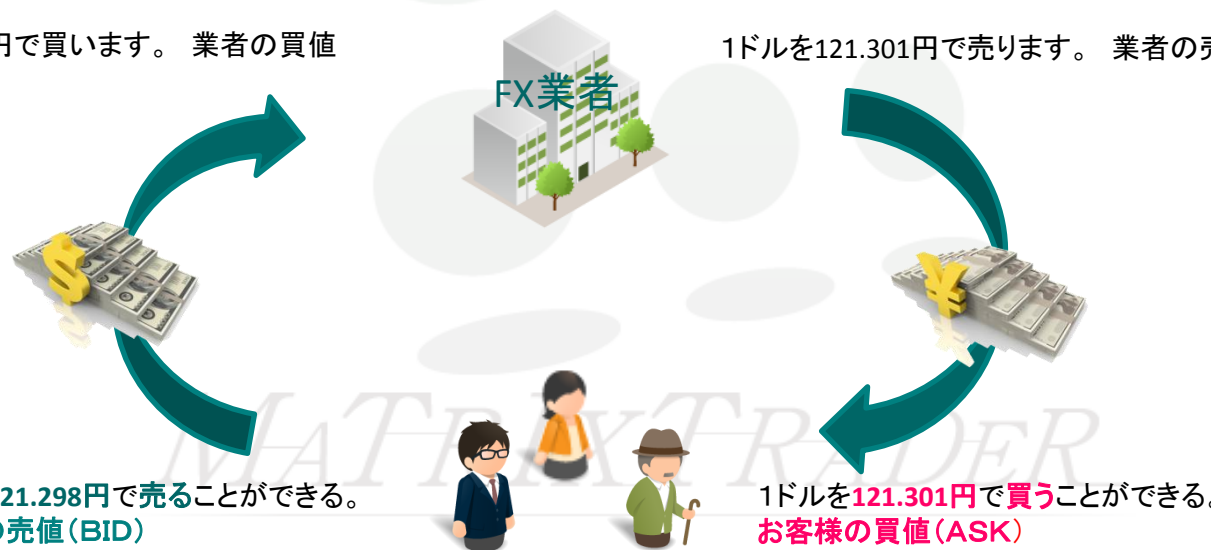 円で買います。 業者の買値
1ドルを121.301円で売ります。 業者の売
FX業者
MATRIXTRADER
21.298円で売ることができる。
の売値(BID)
1ドルを121.301円で買うことができる。
お客様の買値(ASK)